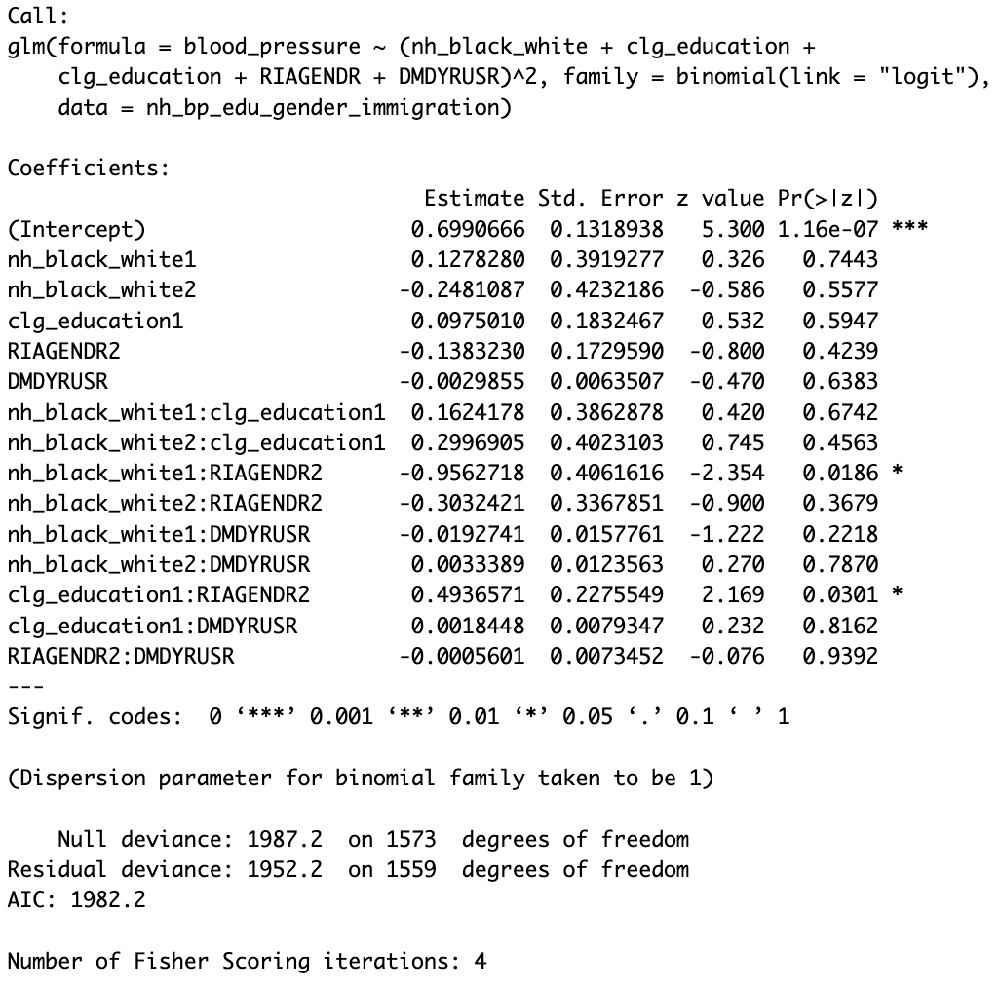 Call:
glm(formula = blood_pressure ~ (nh_black_white + clg_education +
    clg_education + RIAGENDR + DMDYRUSR)^2, family = binomial(link = "logit"),
    data = nh_bp_edu_gender_immigration)

Coefficients:
                              Estimate Std. Error z value Pr(>|z|)
(Intercept)                  0.6990666  0.1318938   5.300 1.16e-07 ***
nh_black_white1              0.1278280  0.3919277   0.326   0.7443
nh_black_white2             -0.2481087  0.4232186  -0.586   0.5577
clg_education1               0.0975010  0.1832467   0.532   0.5947
RIAGENDR2                   -0.1383230  0.1729590  -0.800   0.4239
DMDYRUSR                    -0.0029855  0.0063507  -0.470   0.6383
nh_black_white1:clg_education1  0.1624178  0.3862878   0.420   0.6742
nh_black_white2:clg_education1  0.2996905  0.4023103   0.745   0.4563
nh_black_white1:RIAGENDR2   -0.9562718  0.4061616  -2.354   0.0186 *
nh_black_white2:RIAGENDR2   -0.3032421  0.3367851  -0.900   0.3679
nh_black_white1:DMDYRUSR    -0.0192741  0.0157761  -1.222   0.2218
nh_black_white2:DMDYRUSR     0.0033389  0.0123563   0.270   0.7870
clg_education1:RIAGENDR2     0.4936571  0.2275549   2.169   0.0301 *
clg_education1:DMDYRUSR      0.0018448  0.0079347   0.232   0.8162
RIAGENDR2:DMDYRUSR          -0.0005601  0.0073452  -0.076   0.9392
---
Signif. codes:  0 ‘***’ 0.001 ‘**’ 0.01 ‘*’ 0.05 ‘.’ 0.1 ‘ ’ 1

(Dispersion parameter for binomial family taken to be 1)

    Null deviance: 1987.2  on 1573  degrees of freedom
Residual deviance: 1952.2  on 1559  degrees of freedom
AIC: 1982.2

Number of Fisher Scoring iterations: 4